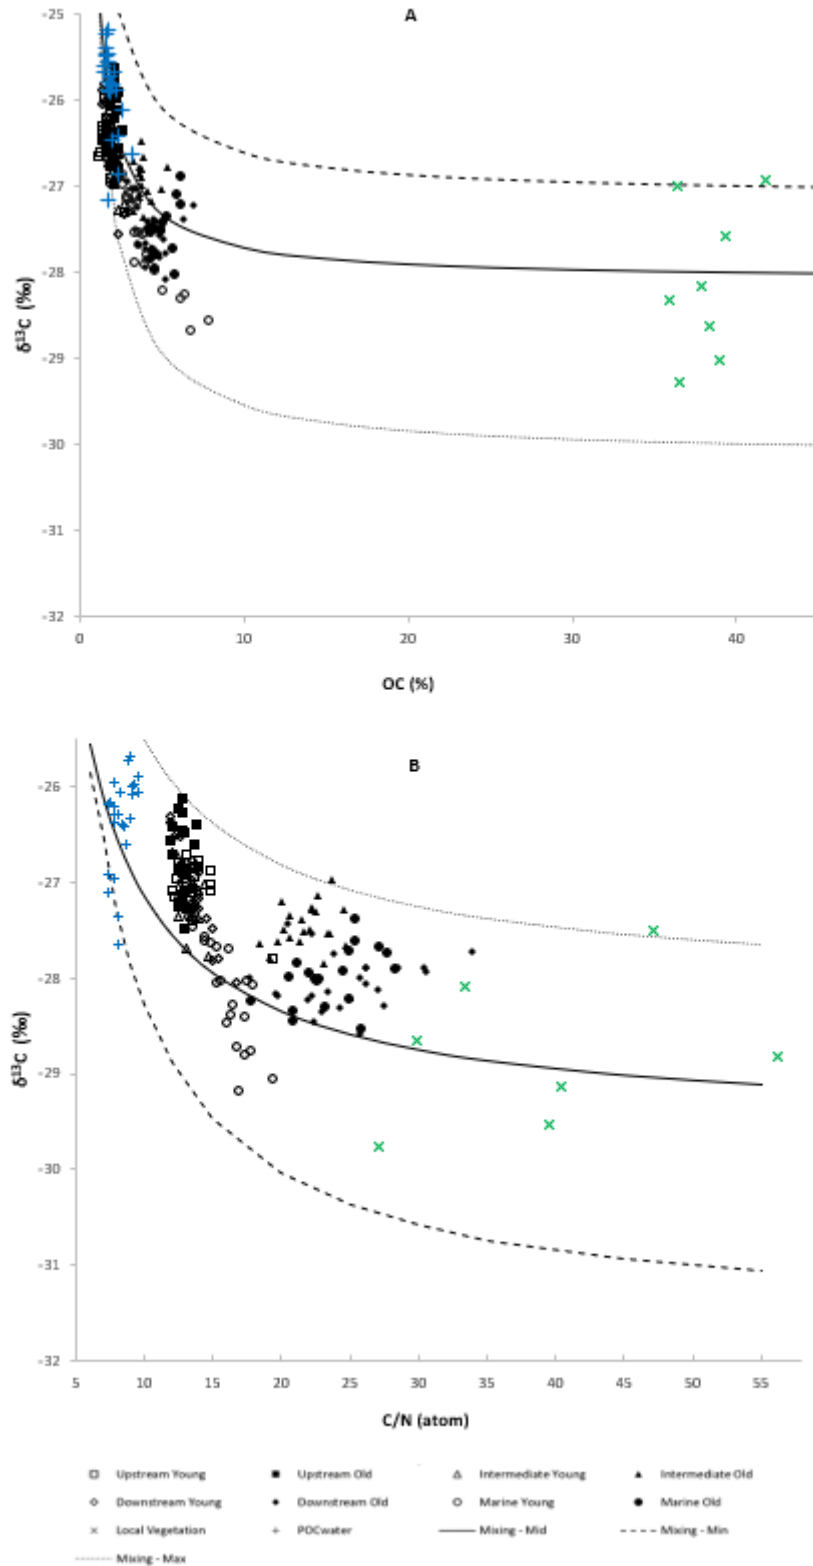 A
-25
-26
-27
-28
-29
-30
-31
-32
δ¹³C (‰)
0 10 20 30 40
OC (%)
B
-26
-27
-28
-29
-30
-31
-32
δ¹³C (‰)
5 10 15 20 25 30 35 40 45 50 55
C/N (atom)
Upstream Young Upstream Old Intermediate Young Intermediate Old
Downstream Young Downstream Old Marine Young Marine Old
Local Vegetation POCwater Mixing - Mid Mixing - Min
Mixing - Max